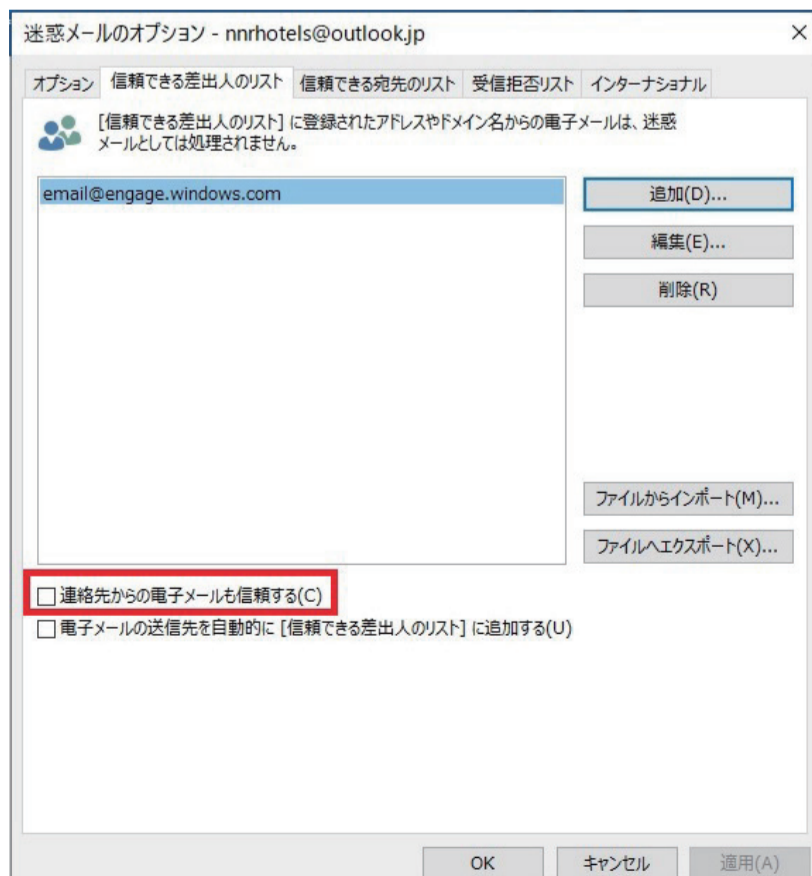 迷惑メールのオプション - nnrhotels@outlook.jp
オプション 信頼できる差出人のリスト 信頼できる宛先のリスト 受信拒否リスト インターナショナル
[信頼できる差出人のリスト] に登録されたアドレスやドメイン名からの電子メールは、迷惑
メールとしては処理されません。
email@engage.windows.com
追加(D)...
編集(E)...
削除(R)
ファイルからインポート(M)...
ファイルへエクスポート(X)...
連絡先からの電子メールも信頼する(C)
電子メールの送信先を自動的に [信頼できる差出人のリスト] に追加する(U)
OK キャンセル 適用(A)